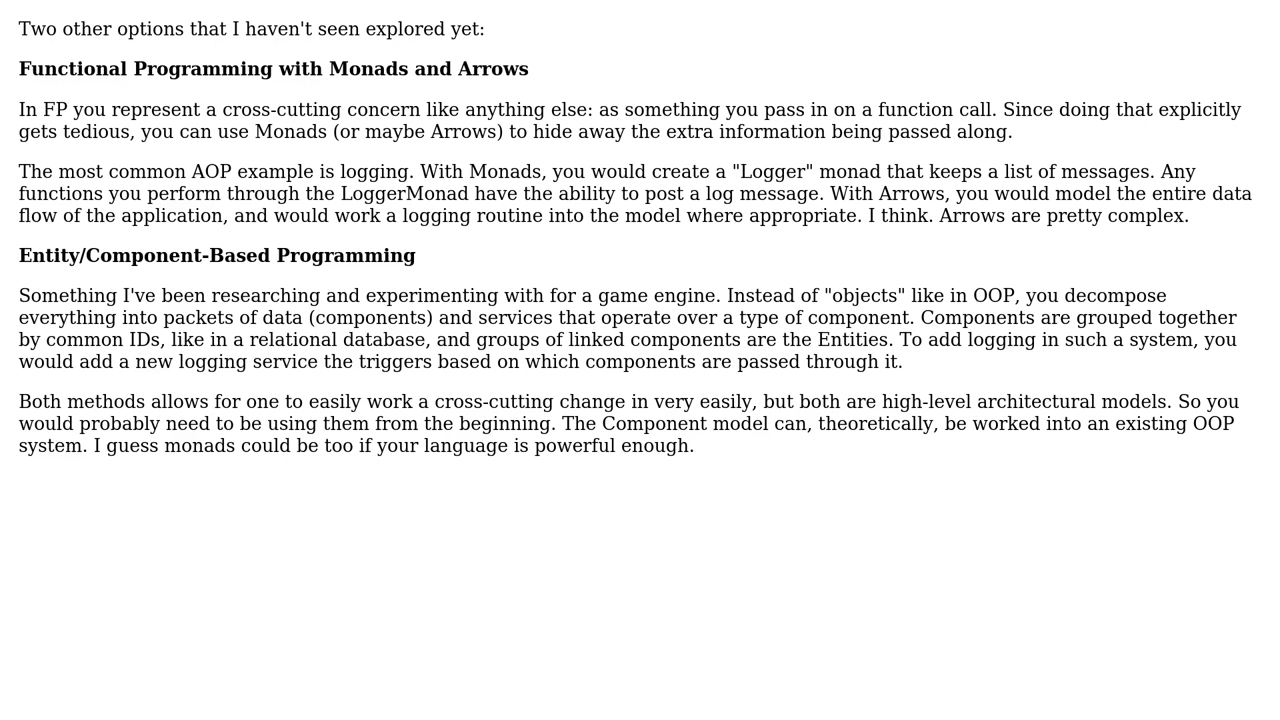 Two other options that I haven't seen explored yet:
Functional Programming with Monads and Arrows
In FP you represent a cross-cutting concern like anything else: as something you pass in on a function call. Since doing that explicitly
gets tedious, you can use Monads (or maybe Arrows) to hide away the extra information being passed along.
The most common AOP example is logging. With Monads, you would create a "Logger" monad that keeps a list of messages. Any
functions you perform through the LoggerMonad have the ability to post a log message. With Arrows, you would model the entire data
flow of the application, and would work a logging routine into the model where appropriate. I think. Arrows are pretty complex.
Entity/Component-Based Programming
Something I've been researching and experimenting with for a game engine. Instead of "objects" like in OOP, you decompose
everything into packets of data (components) and services that operate over a type of component. Components are grouped together
by common IDs, like in a relational database, and groups of linked components are the Entities. To add logging in such a system, you
would add a new logging service the triggers based on which components are passed through it.
Both methods allows for one to easily work a cross-cutting change in very easily, but both are high-level architectural models. So you
would probably need to be using them from the beginning. The Component model can, theoretically, be worked into an existing OOP
system. I guess monads could be too if your language is powerful enough.